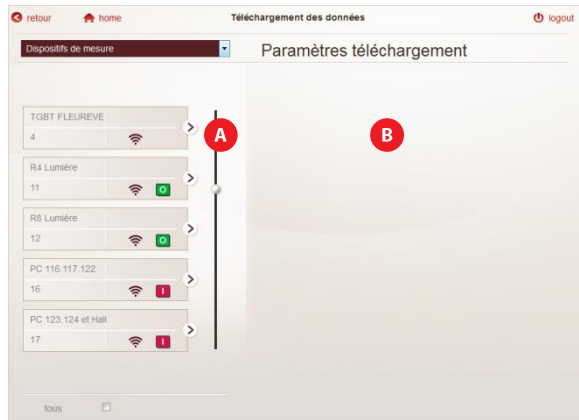 retour home Téléchargement des données logout
Dispositifs de mesure Paramètres téléchargement
TGBT FLEUREVE
4
A
B
R4 Lumière
11 O
R8 Lumière
12 O
PC 116.117.122
16 I
PC 123.124 et Hall
17 I
tous